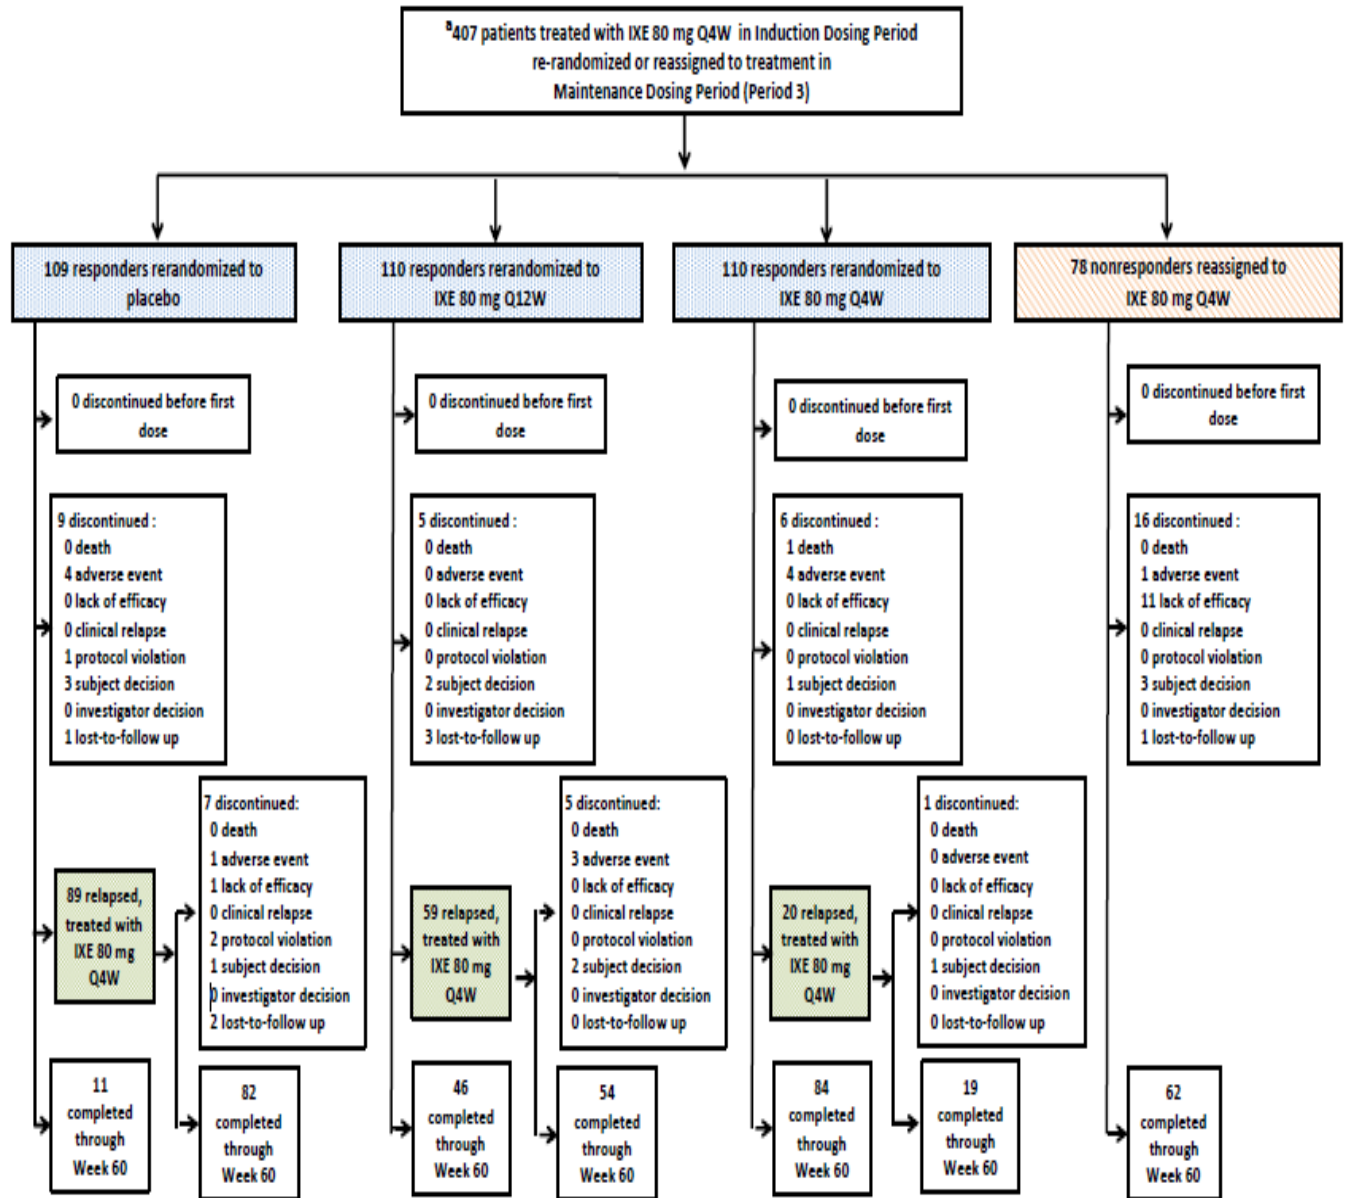 a407 patients treated with IXE 80 mg Q4W in Induction Dosing Period
re-randomized or reassigned to treatment in
Maintenance Dosing Period (Period 3)
109 responders rerandomized to
placebo
110 responders rerandomized to
IXE 80 mg Q12W
110 responders rerandomized to
IXE 80 mg Q4W
78 nonresponders reassigned to
IXE 80 mg Q4W
0 discontinued before first
dose
0 discontinued before first
dose
0 discontinued before first
dose
0 discontinued before first
dose
9 discontinued :
0 death
4 adverse event
0 lack of efficacy
0 clinical relapse
1 protocol violation
3 subject decision
0 investigator decision
1 lost-to-follow up
5 discontinued :
0 death
0 adverse event
0 lack of efficacy
0 clinical relapse
0 protocol violation
2 subject decision
0 investigator decision
3 lost-to-follow up
6 discontinued :
1 death
4 adverse event
0 lack of efficacy
0 clinical relapse
0 protocol violation
1 subject decision
0 investigator decision
0 lost-to-follow up
16 discontinued :
0 death
1 adverse event
11 lack of efficacy
0 clinical relapse
0 protocol violation
3 subject decision
0 investigator decision
1 lost-to-follow up
89 relapsed,
treated with
IXE 80 mg
Q4W
7 discontinued:
0 death
1 adverse event
1 lack of efficacy
0 clinical relapse
2 protocol violation
1 subject decision
0 investigator decision
2 lost-to-follow up
59 relapsed,
treated with
IXE 80 mg
Q4W
5 discontinued:
0 death
3 adverse event
0 lack of efficacy
0 clinical relapse
0 protocol violation
2 subject decision
0 investigator decision
0 lost-to-follow up
20 relapsed,
treated with
IXE 80 mg
Q4W
1 discontinued:
0 death
0 adverse event
0 lack of efficacy
0 clinical relapse
0 protocol violation
1 subject decision
0 investigator decision
0 lost-to-follow up
11
completed
through
Week 60
82
completed
through
Week 60
46
completed
through
Week 60
54
completed
through
Week 60
84
completed
through
Week 60
19
completed
through
Week 60
62
completed
through
Week 60